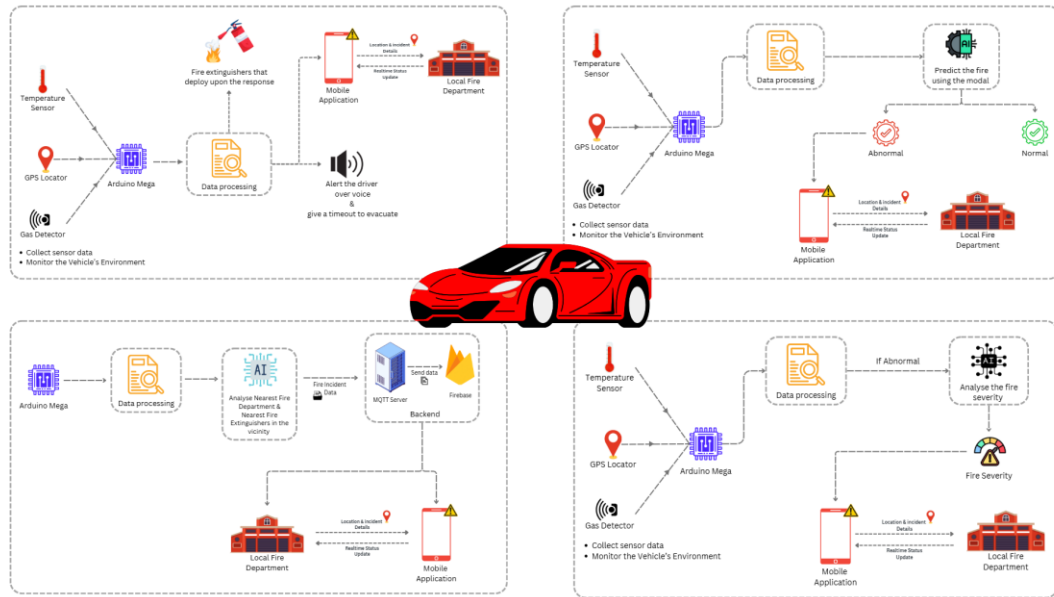 Fire extinguishers that
deploy upon the response
Temperature
Sensor
GPS Locator
Gas Detector
Arduino Mega
Data processing
Mobile
Application
Location & Incident
Details
Realtime Status
Update
Local Fire
Department
Alert the driver
over voice
&
give a timeout to evacuate
• Collect sensor data
• Monitor the Vehicle's Environment
Temperature
Sensor
GPS Locator
Gas Detector
Arduino Mega
Data processing
AI
Predict the fire
using the modal
Abnormal
Normal
Mobile
Application
Location & Incident
Details
Realtime Status
Update
Local Fire
Department
• Collect sensor data
• Monitor the Vehicle's Environment
Arduino Mega
Data processing
AI
Analyse Nearest Fire
Department &
Nearest Fire
Extinguishers in the
vicinity
Fire Incident
Data
MQTT Server
Send data
Firebase
Backend
Local Fire
Department
Location & Incident
Details
Realtime Status
Update
Mobile
Application
Temperature
Sensor
GPS Locator
Gas Detector
Arduino Mega
Data processing
If Abnormal
AI
Analyse the fire
severity
Fire Severity
Mobile
Application
Location & Incident
Details
Realtime Status
Update
Local Fire
Department
• Collect sensor data
• Monitor the Vehicle's Environment